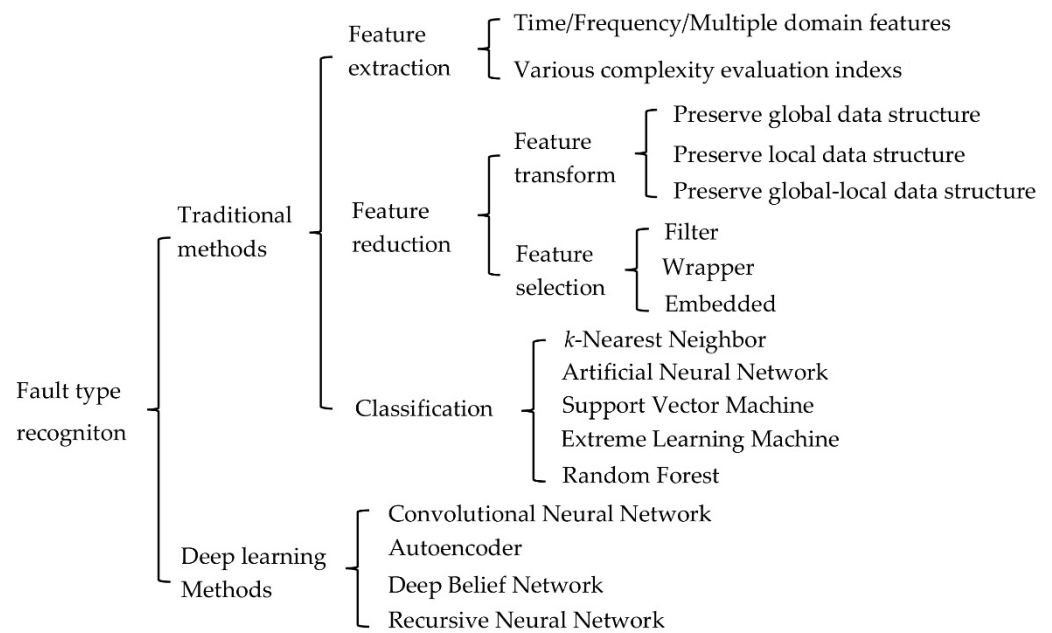 Feature
extraction
Time/Frequency/Multiple domain features
Various complexity evaluation indexs
Feature
transform
Preserve global data structure
Preserve local data structure
Preserve global-local data structure
Traditional
methods
Feature
reduction
Feature
selection
Filter
Wrapper
Embedded
Fault type
recogniton
Classification
k-Nearest Neighbor
Artificial Neural Network
Support Vector Machine
Extreme Learning Machine
Random Forest
Deep learning
Methods
Convolutional Neural Network
Autoencoder
Deep Belief Network
Recursive Neural Network